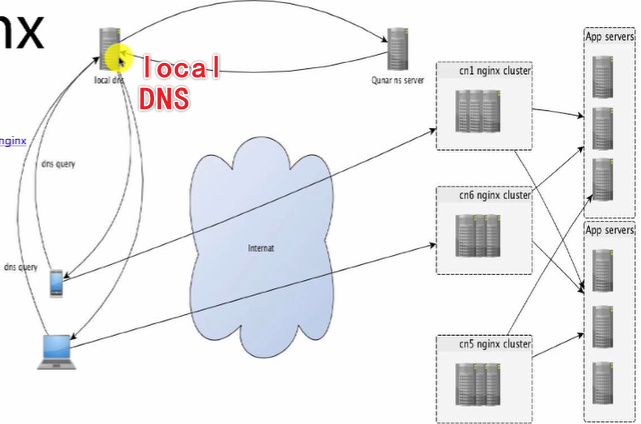 nx
local dns
local
DNS
Qunar ns server
App servers
cn1 nginx cluster
nginx
dns query
cn6 nginx cluster
App servers
Internat
dns query
cn5 nginx cluster